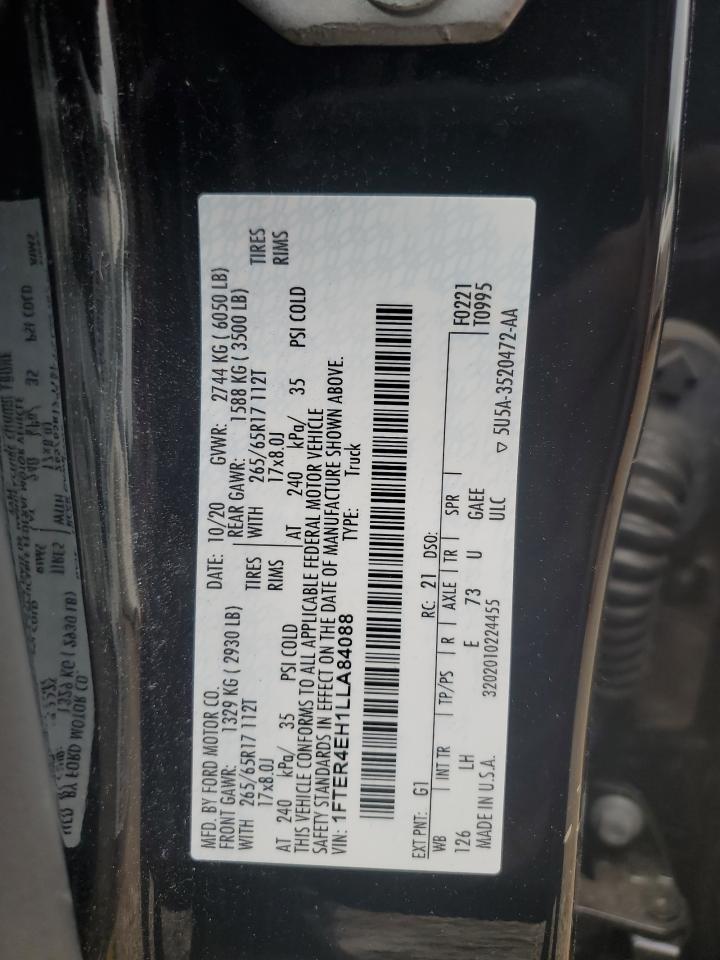 MFD. BY FORD MOTOR CO.
DATE: 10/20 GVWR: 2744 KG ( 6050 LB)
FRONT GAWR: 1329 KG ( 2930 LB) REAR GAWR: 1588 KG ( 3500 LB)
WITH 265/65R17 112T TIRES WITH 265/65R17 112T TIRES
17x8.0J RIMS 17x8.0J RIMS
AT 240 kPa/ 35 PSI COLD AT 240 kPa/ 35 PSI COLD
THIS VEHICLE CONFORMS TO ALL APPLICABLE FEDERAL MOTOR VEHICLE
SAFETY STANDARDS IN EFFECT ON THE DATE OF MANUFACTURE SHOWN ABOVE.
VIN: 1FTER4EH1LLA84088 TYPE: Truck
EXT PNT: G1 RC: 21 DSO: F0221
WB INT TR TP/PS R AXLE TR SPR T0995
126 LH E 73 U GAEE
MADE IN U.S.A. 3202010224455 ULC ▽ 5U5A-3520472-AA